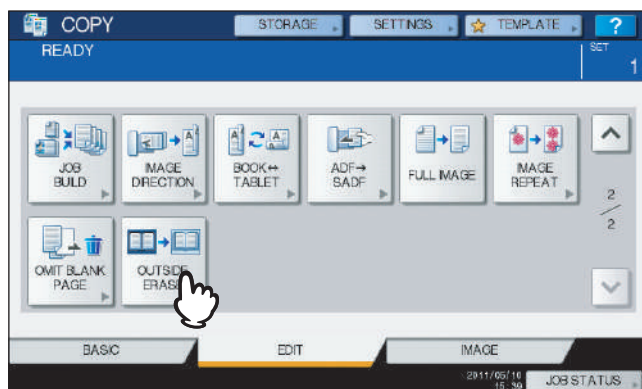 COPY
STORAGE
SETTINGS
TEMPLATE
?
READY
SET
1
JOB
BUILD
IMAGE
DIRECTION
BOOK↔
TABLET
ADF→
SADF
FULL IMAGE
IMAGE
REPEAT
2
2
OMIT BLANK
PAGE
OUTSIDE
ERASE
BASIC
EDIT
IMAGE
2011/05/10
15:39
JOB STATUS